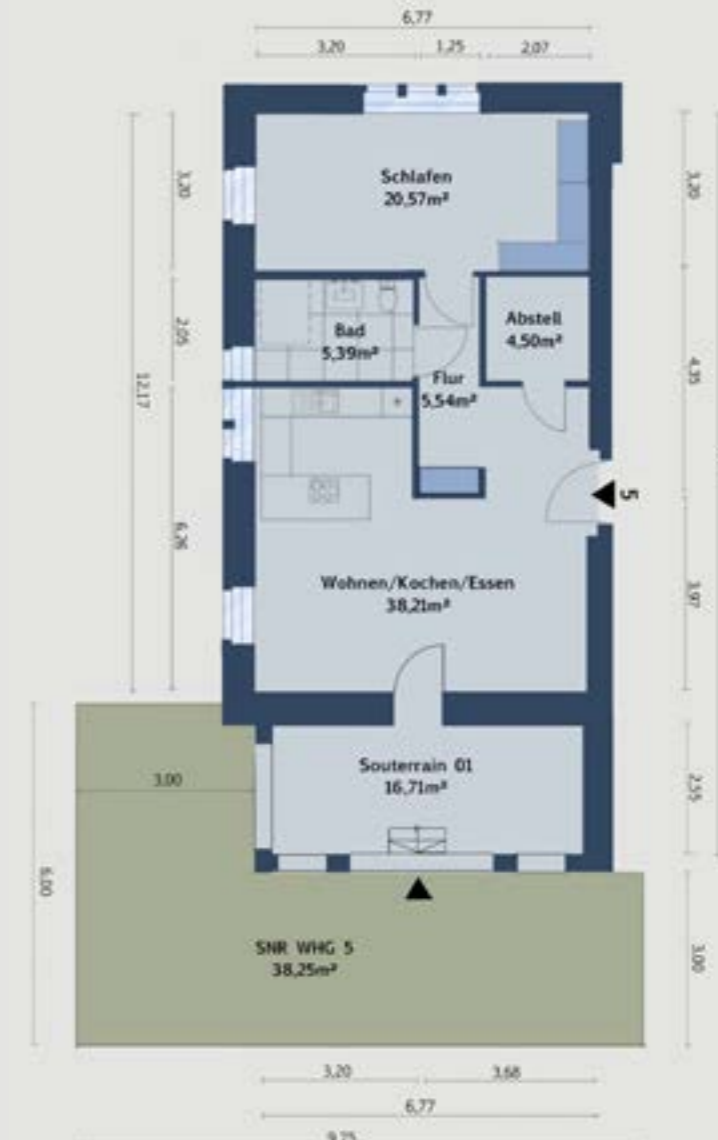 6,77
3,20
1,25
2,07
Schlafen
20,57m²
3,20
3,20
Bad
5,39m²
Abstell
4,50m²
2,05
4,35
Flur
5,54m²
12,17
5
6,26
Wohnen/Kochen/Essen
38,21m²
3,97
Souterrain 01
16,71m²
3,00
2,55
6,00
SNR WHG 5
38,25m²
3,00
3,20
3,68
6,77
9,75